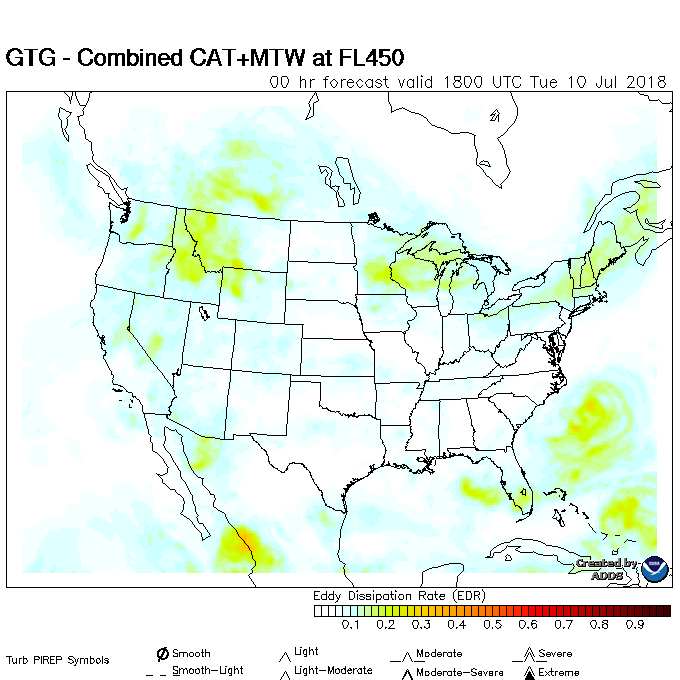 GTG - Combined CAT+MTW at FL450
00 hr forecast valid 1800 UTC Tue 10 Jul 2018
Created by
ADDS
Eddy Dissipation Rate (EDR)
0.1 0.2 0.3 0.4 0.5 0.6 0.7 0.8 0.9
Turb PIREP Symbols
Smooth Light Moderate Severe
Smooth-Light Light-Moderate Moderate-Severe Extreme